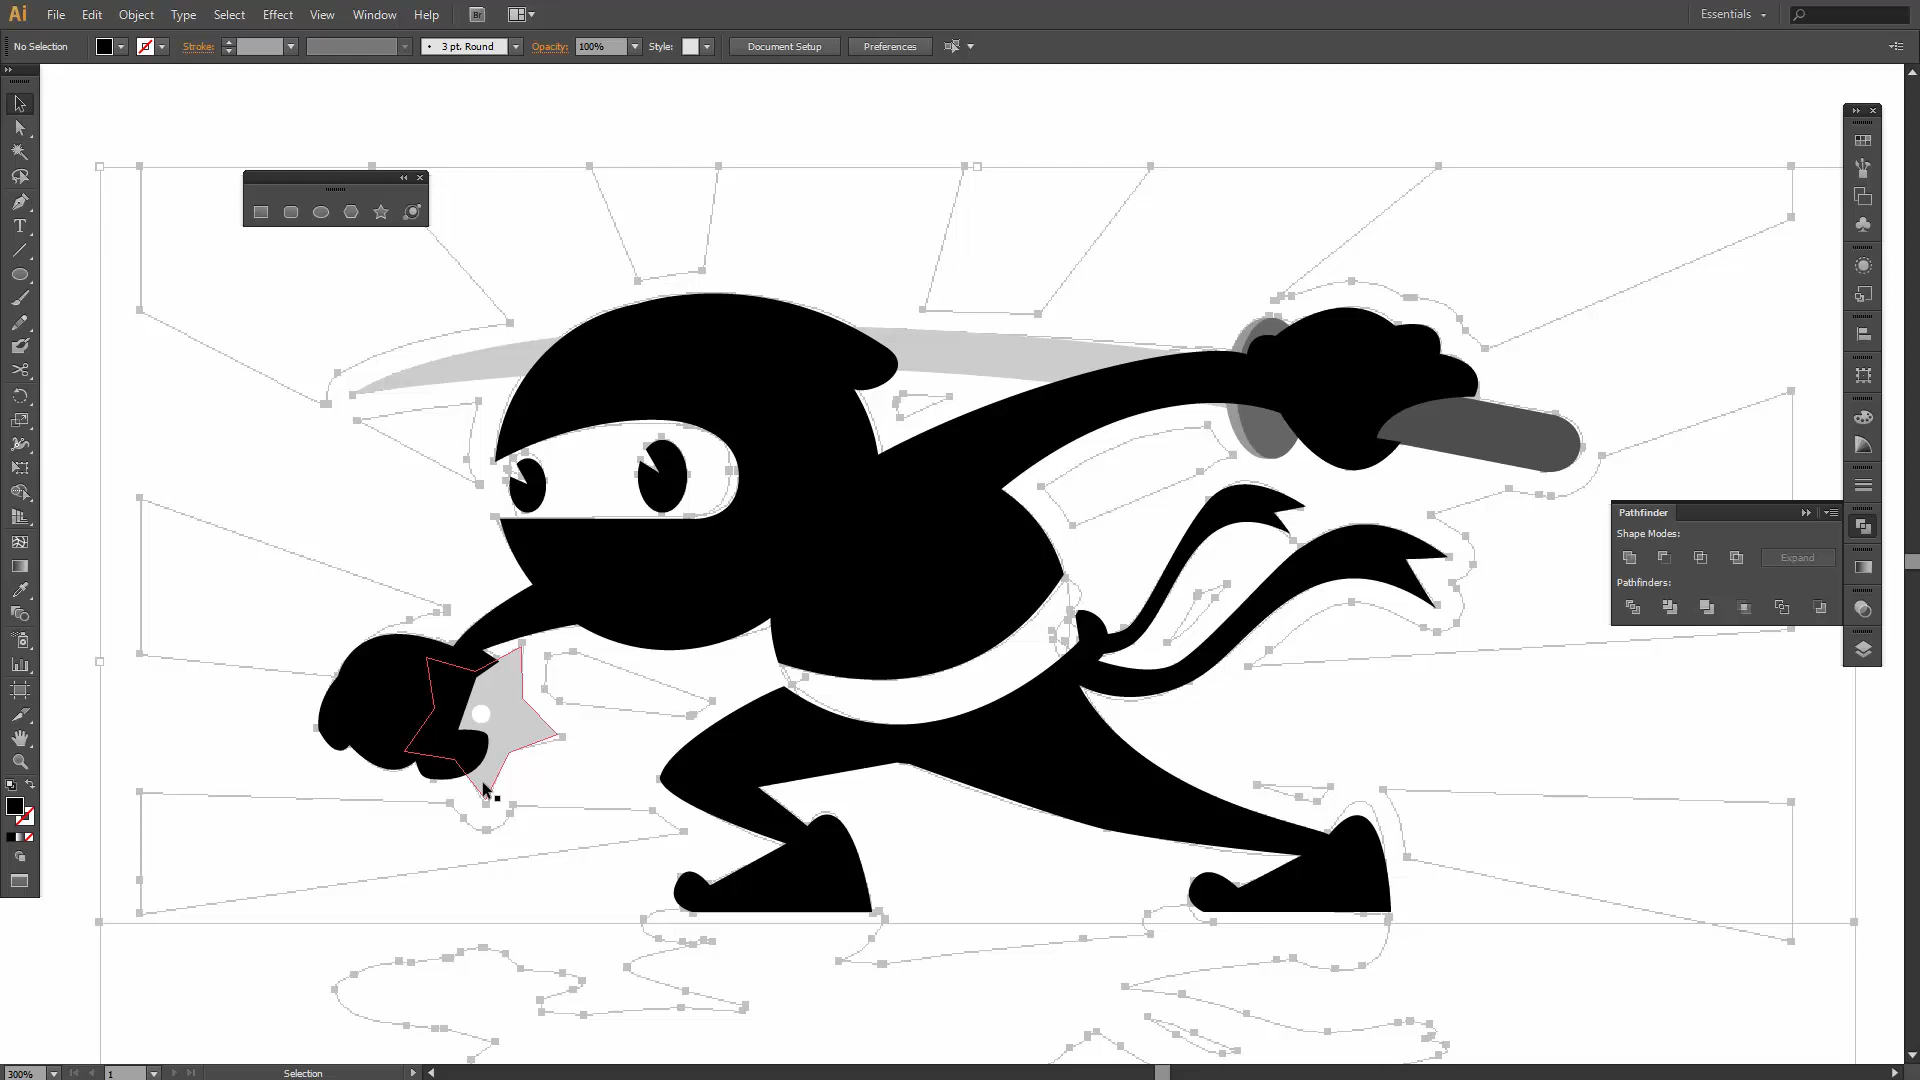 Ai File Edit Object Type Select Effect View Window Help Br Essentials
No Selection Stroke: 3 pt. Round Opacity: 100% Style: Document Setup Preferences
Pathfinder
Shape Modes:
Expand
Pathfinders:
300% 1 Selection